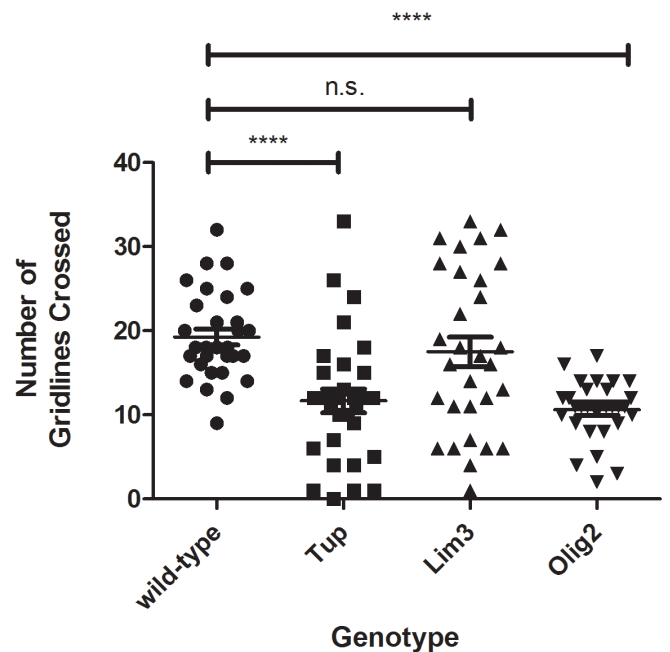 ****
n.s.
****
40
30
20
10
0
Number of
Gridlines Crossed
wild-type
Tup
Lim3
Olig2
Genotype